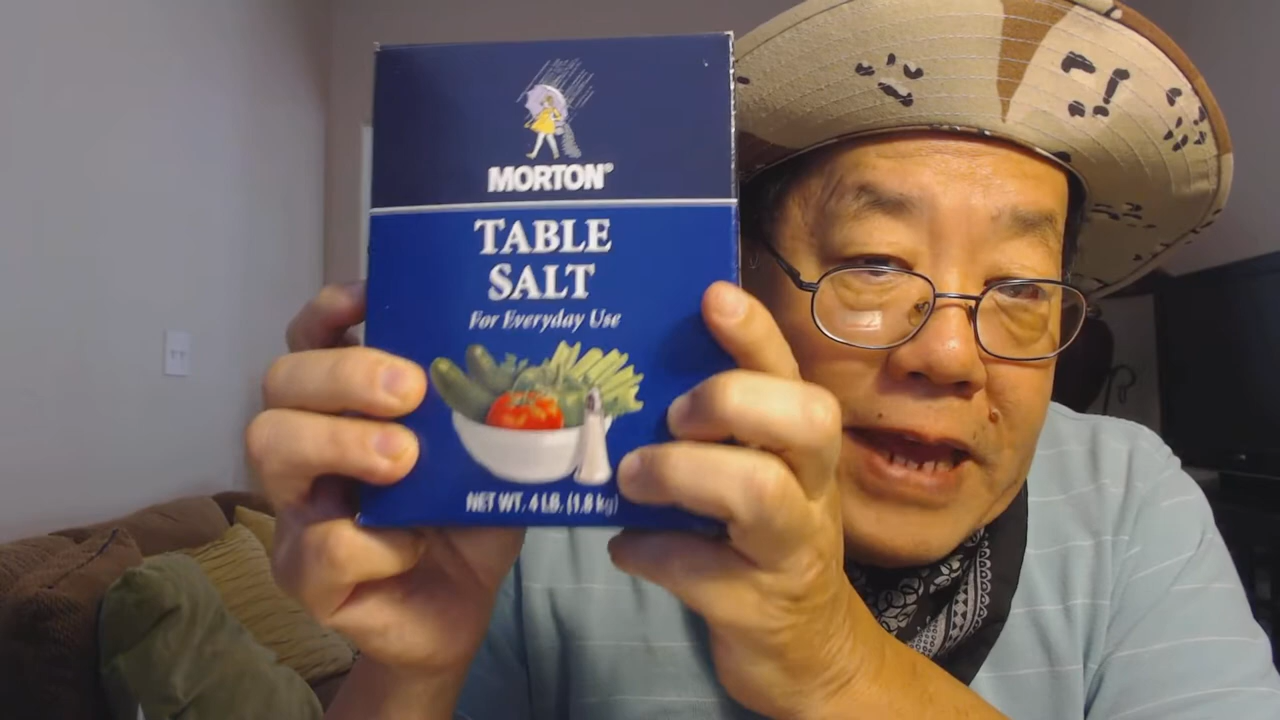 MORTON®
TABLE
SALT
For Everyday Use
NET WT. 4 LB. (1.8 kg)